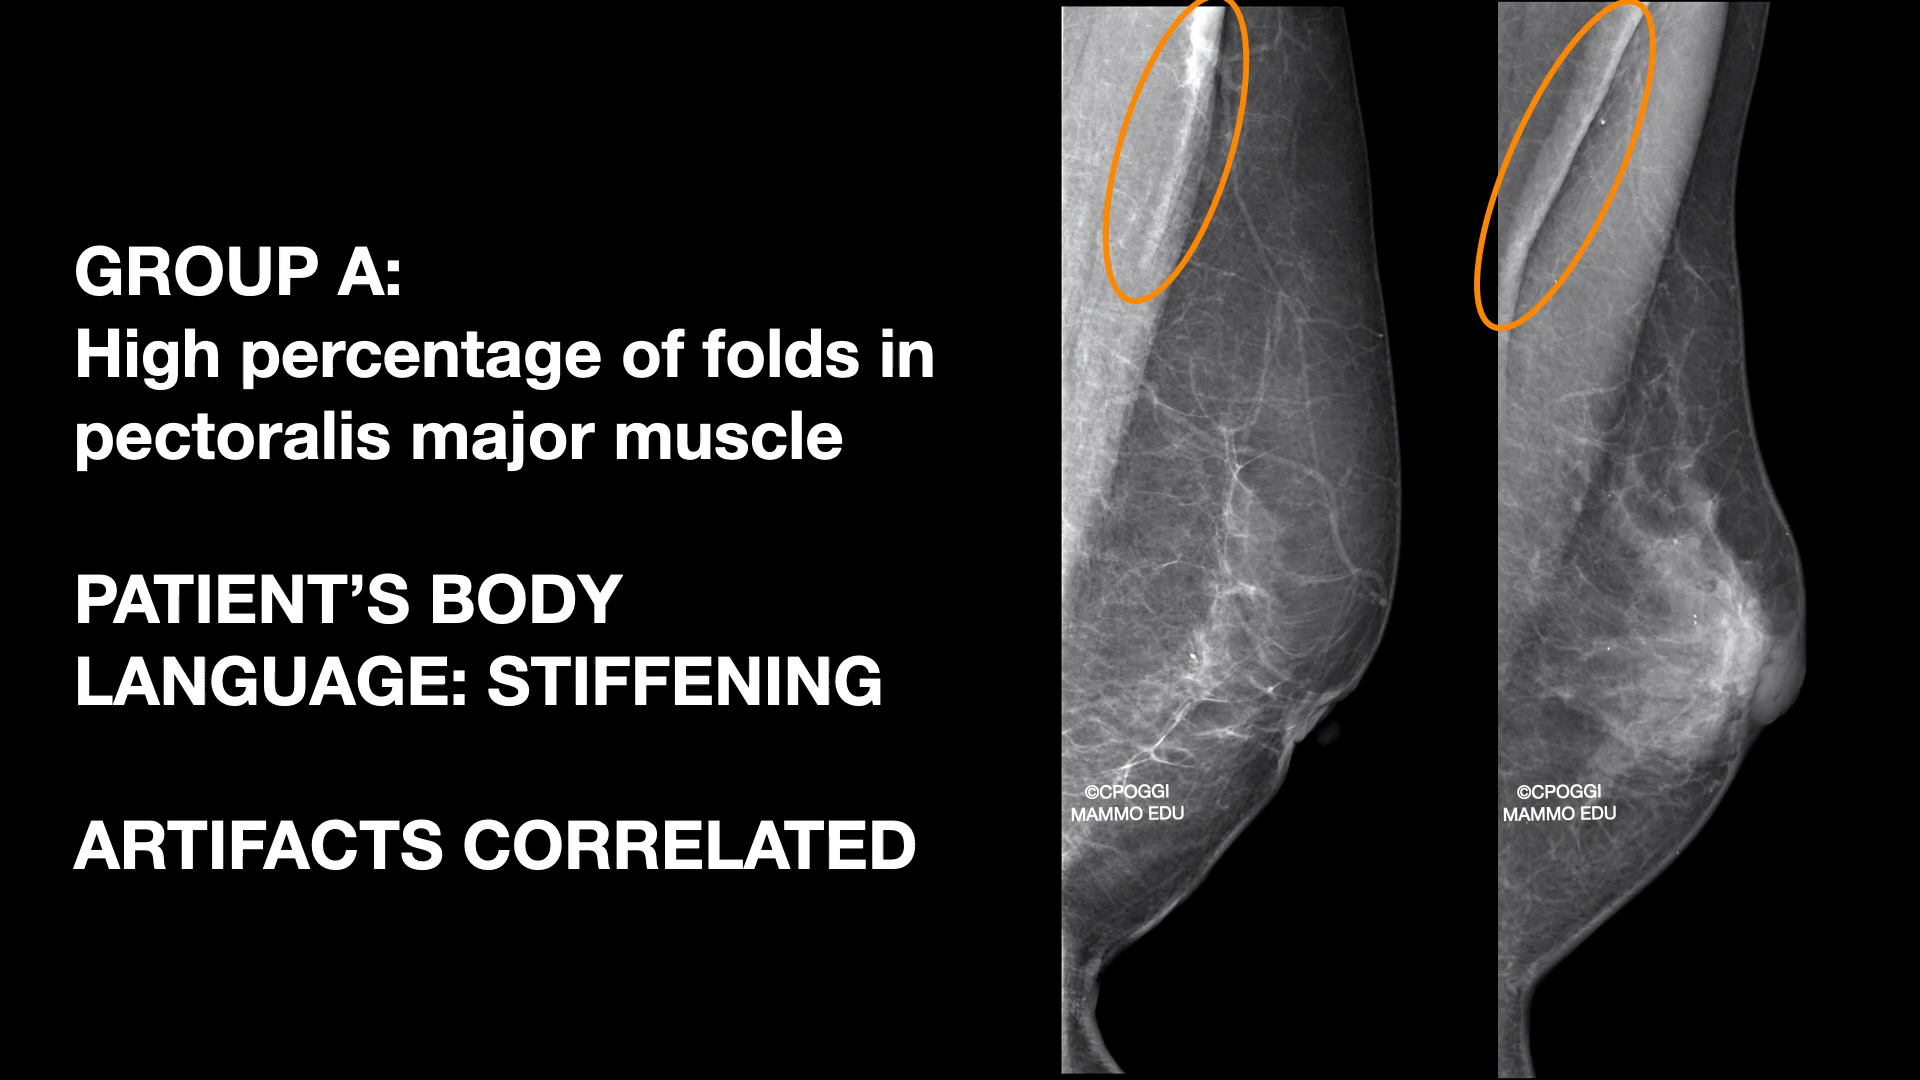 GROUP A:
High percentage of folds in
pectoralis major muscle
PATIENT’S BODY
LANGUAGE: STIFFENING
ARTIFACTS CORRELATED
©CPOGGI
MAMMO EDU
©CPOGGI
MAMMO EDU